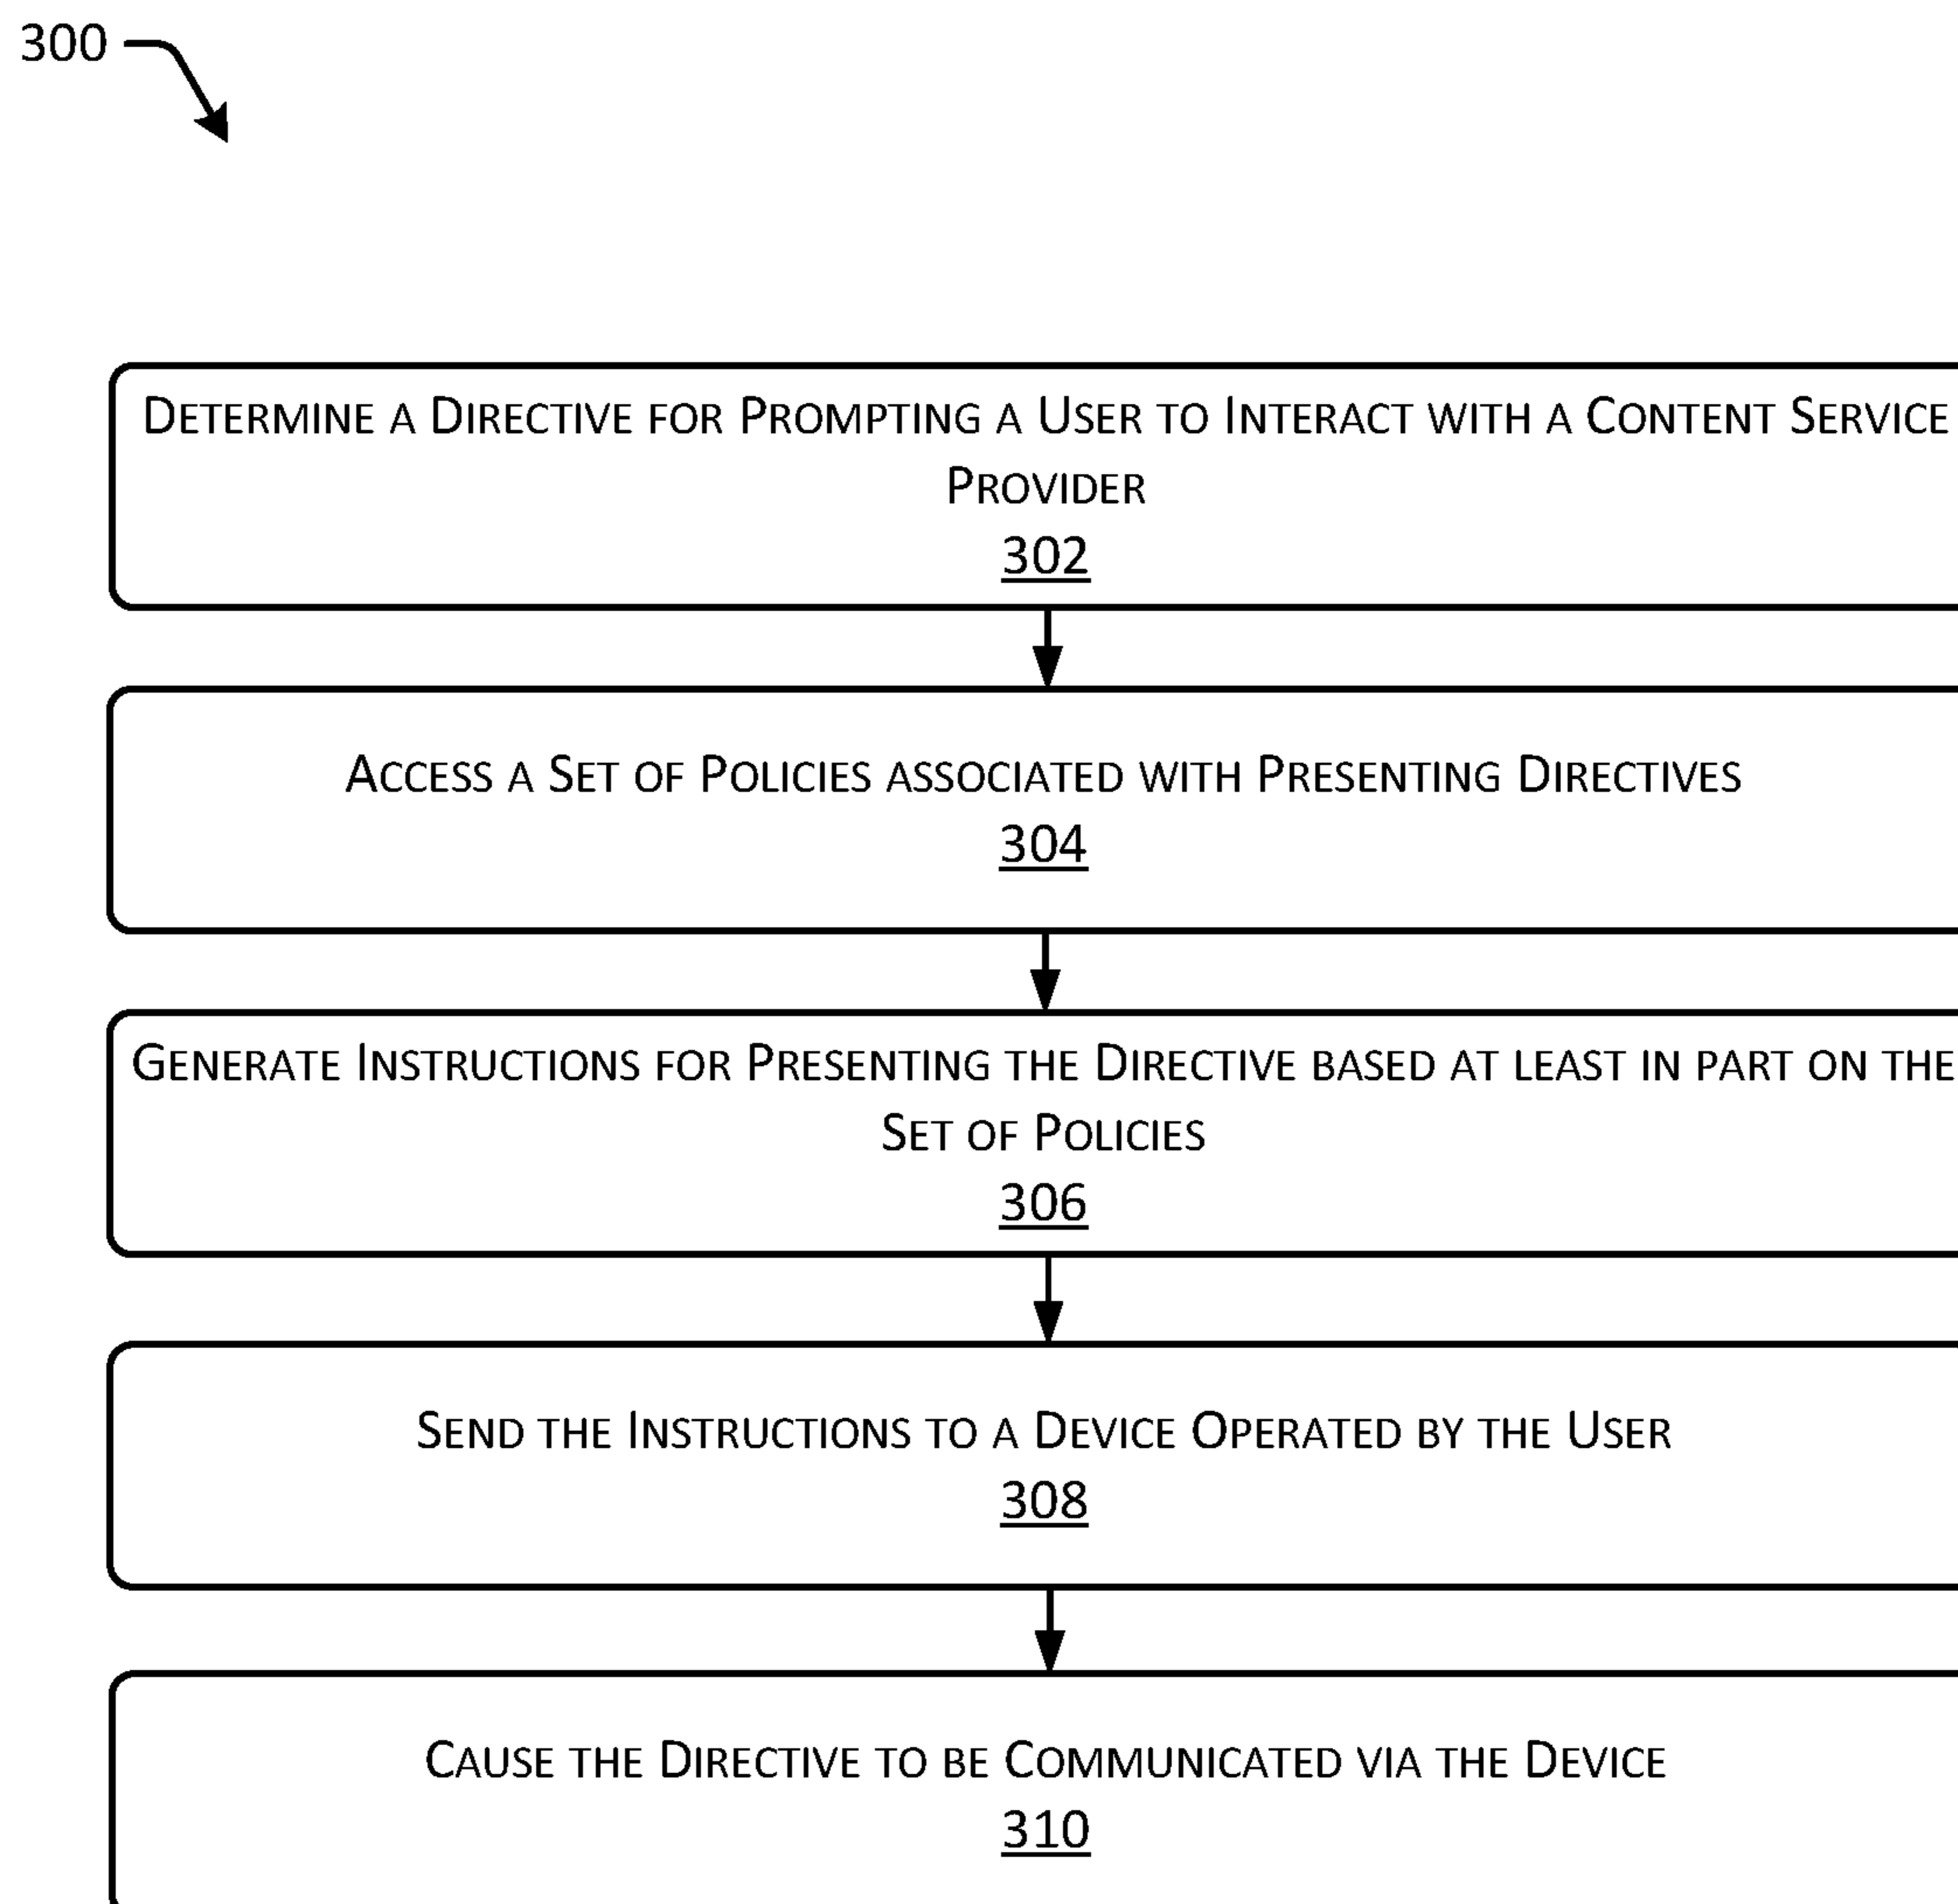 300
Determine a Directive for Prompting a User to Interact with a Content Service
Provider
302
Access a Set of Policies associated with Presenting Directives
304
Generate Instructions for Presenting the Directive based at least in part on the
Set of Policies
306
Send the Instructions to a Device Operated by the User
308
Cause the Directive to be Communicated via the Device
310